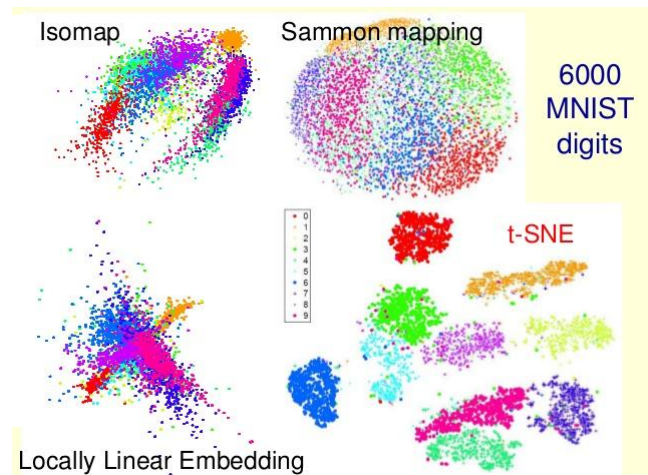 Isomap
Sammon mapping
6000
MNIST
digits
0
1
2
3
4
5
6
7
8
9
t-SNE
Locally Linear Embedding